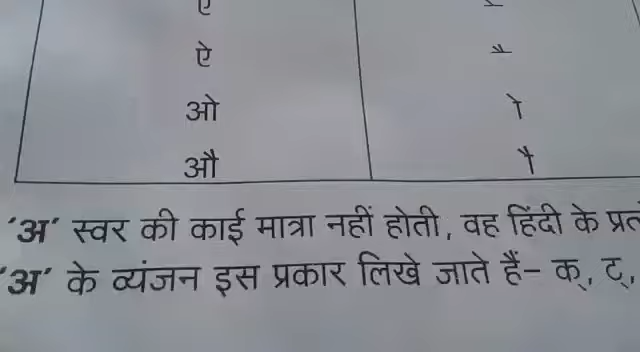 ए
ऐ ै
ओ ो
औ ौ
'अ' स्वर की काई मात्रा नहीं होती, वह हिंदी के
'अ' के व्यंजन इस प्रकार लिखे जाते हैं– क्, ट्,